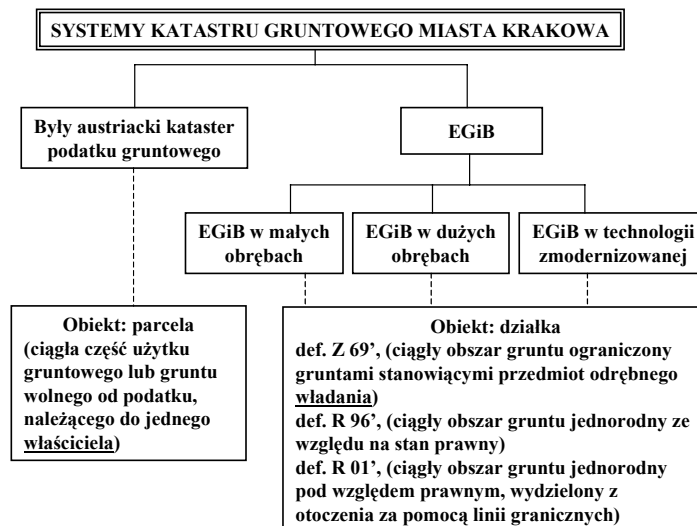 SYSTEMY KATASTRU GRUNTOWEGO MIASTA KRAKOWA
Były austriacki kataster
podatku gruntowego
EGiB
EGiB w małych
obrębach
EGiB w dużych
obrębach
EGiB w technologii
zmodernizowanej
Obiekt: parcela
(ciągła część użytku
gruntowego lub gruntu
wolnego od podatku,
należącego do jednego
właściciela)
Obiekt: działka
def. Z 69’, (ciągły obszar gruntu ograniczony
gruntami stanowiącymi przedmiot odrębnego
władania)
def. R 96’, (ciągły obszar gruntu jednorodny ze
względu na stan prawny)
def. R 01’, (ciągły obszar gruntu jednorodny
pod względem prawnym, wydzielony z
otoczenia za pomocą linii granicznych)